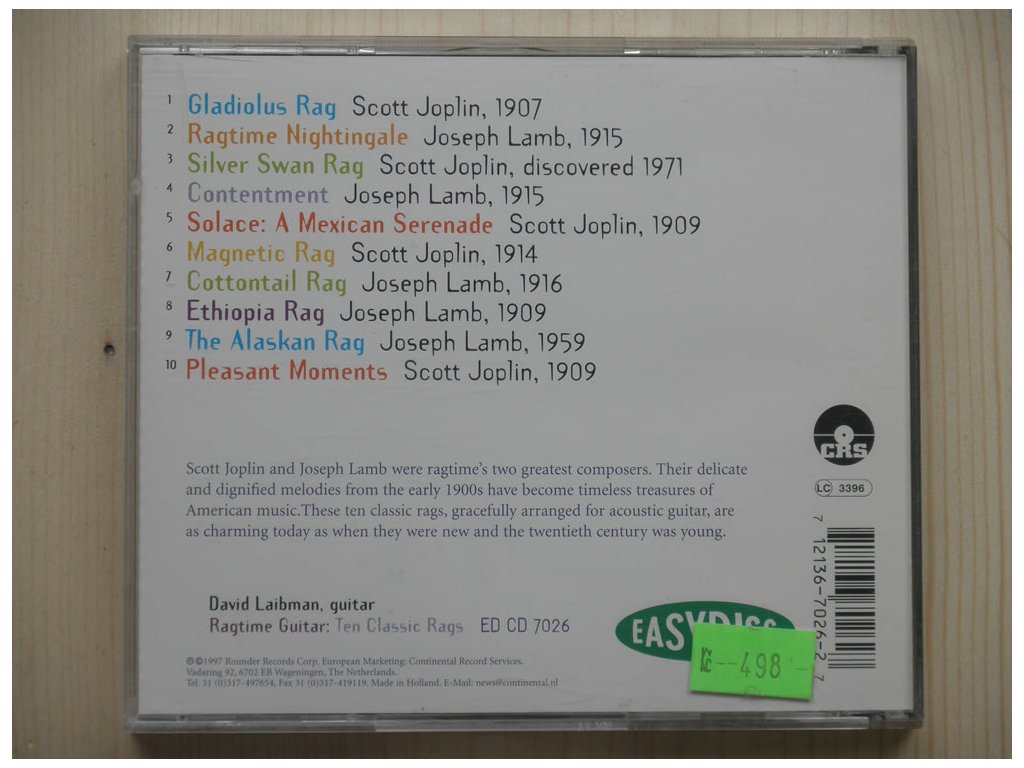 1 Gladiolus Rag Scott Joplin, 1907
2 Ragtime Nightingale Joseph Lamb, 1915
3 Silver Swan Rag Scott Joplin, discovered 1971
4 Contentment Joseph Lamb, 1915
5 Solace: A Mexican Serenade Scott Joplin, 1909
6 Magnetic Rag Scott Joplin, 1914
7 Cottontail Rag Joseph Lamb, 1916
8 Ethiopia Rag Joseph Lamb, 1909
9 The Alaskan Rag Joseph Lamb, 1959
10 Pleasant Moments Scott Joplin, 1909
CRS
LC 3396
Scott Joplin and Joseph Lamb were ragtime's two greatest composers. Their delicate
and dignified melodies from the early 1900s have become timeless treasures of
American music.These ten classic rags, gracefully arranged for acoustic guitar, are
as charming today as when they were new and the twentieth century was young.
7 12136-7026-2 7
David Laibman, guitar
Ragtime Guitar: Ten Classic Rags ED CD 7026
EASYDISC
Kč --498.-
℗©1997 Rounder Records Corp. European Marketing: Continental Record Services.
Vadaring 92, 6702 EB Wageningen, The Netherlands.
Tel. 31 (0)317-497654, Fax 31 (0)317-419119. Made in Holland. E-Mail: news@continental.nl